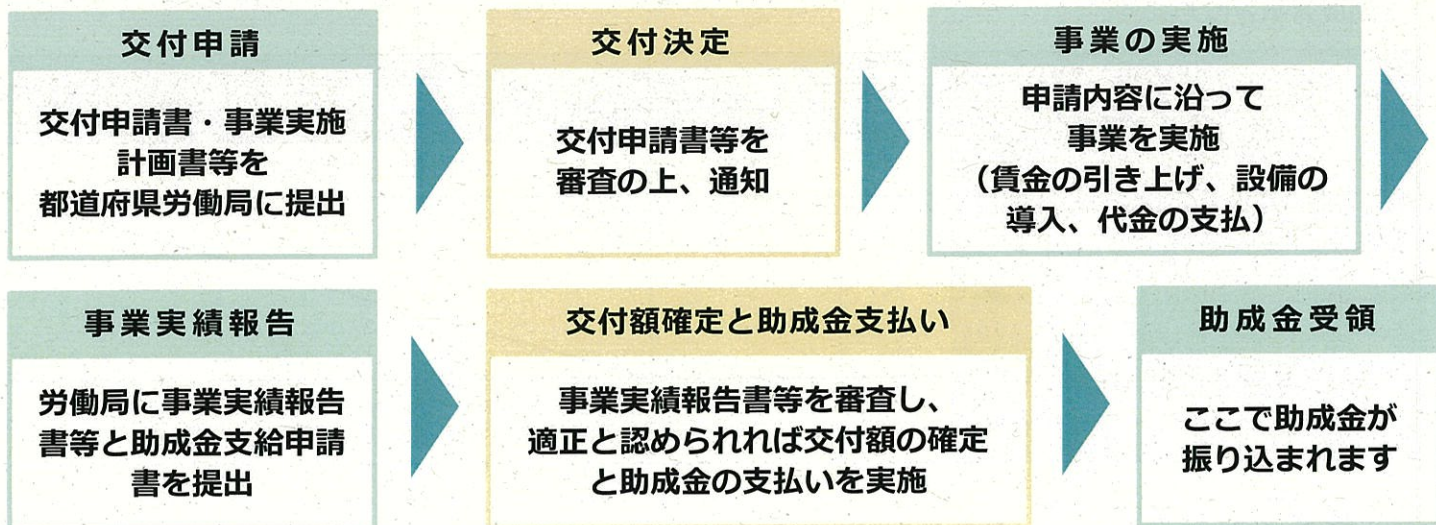 交付申請
交付申請書・事業実施
計画書等を
都道府県労働局に提出
交付決定
交付申請書等を
審査の上、通知
事業の実施
申請内容に沿って
事業を実施
（賃金の引き上げ、設備の
導入、代金の支払）
事業実績報告
労働局に事業実績報告
書等と助成金支給申請
書を提出
交付額確定と助成金支払い
事業実績報告書等を審査し、
適正と認められれば交付額の確定
と助成金の支払いを実施
助成金受領
ここで助成金が
振り込まれます